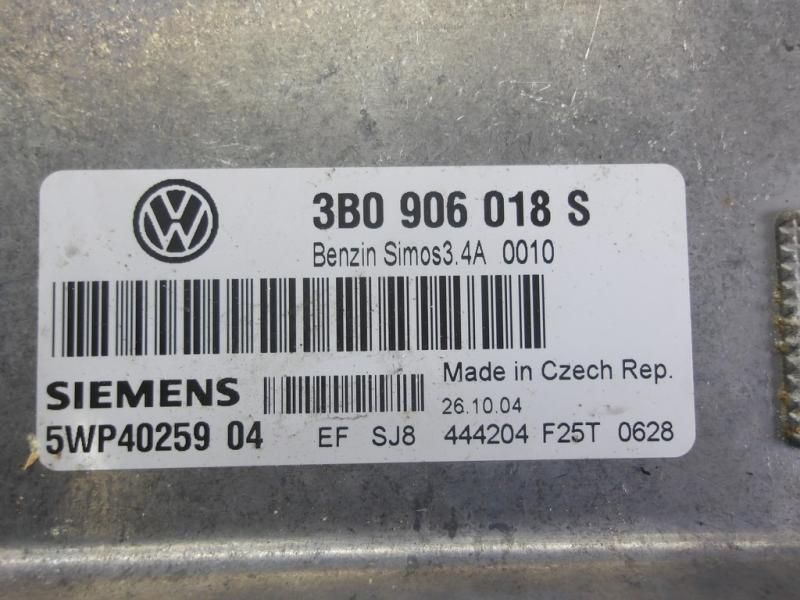 3B0 906 018 S
Benzin Simos3.4A 0010
SIEMENS
Made in Czech Rep.
26.10.04
5WP40259 04
EF SJ8 444204 F25T 0628